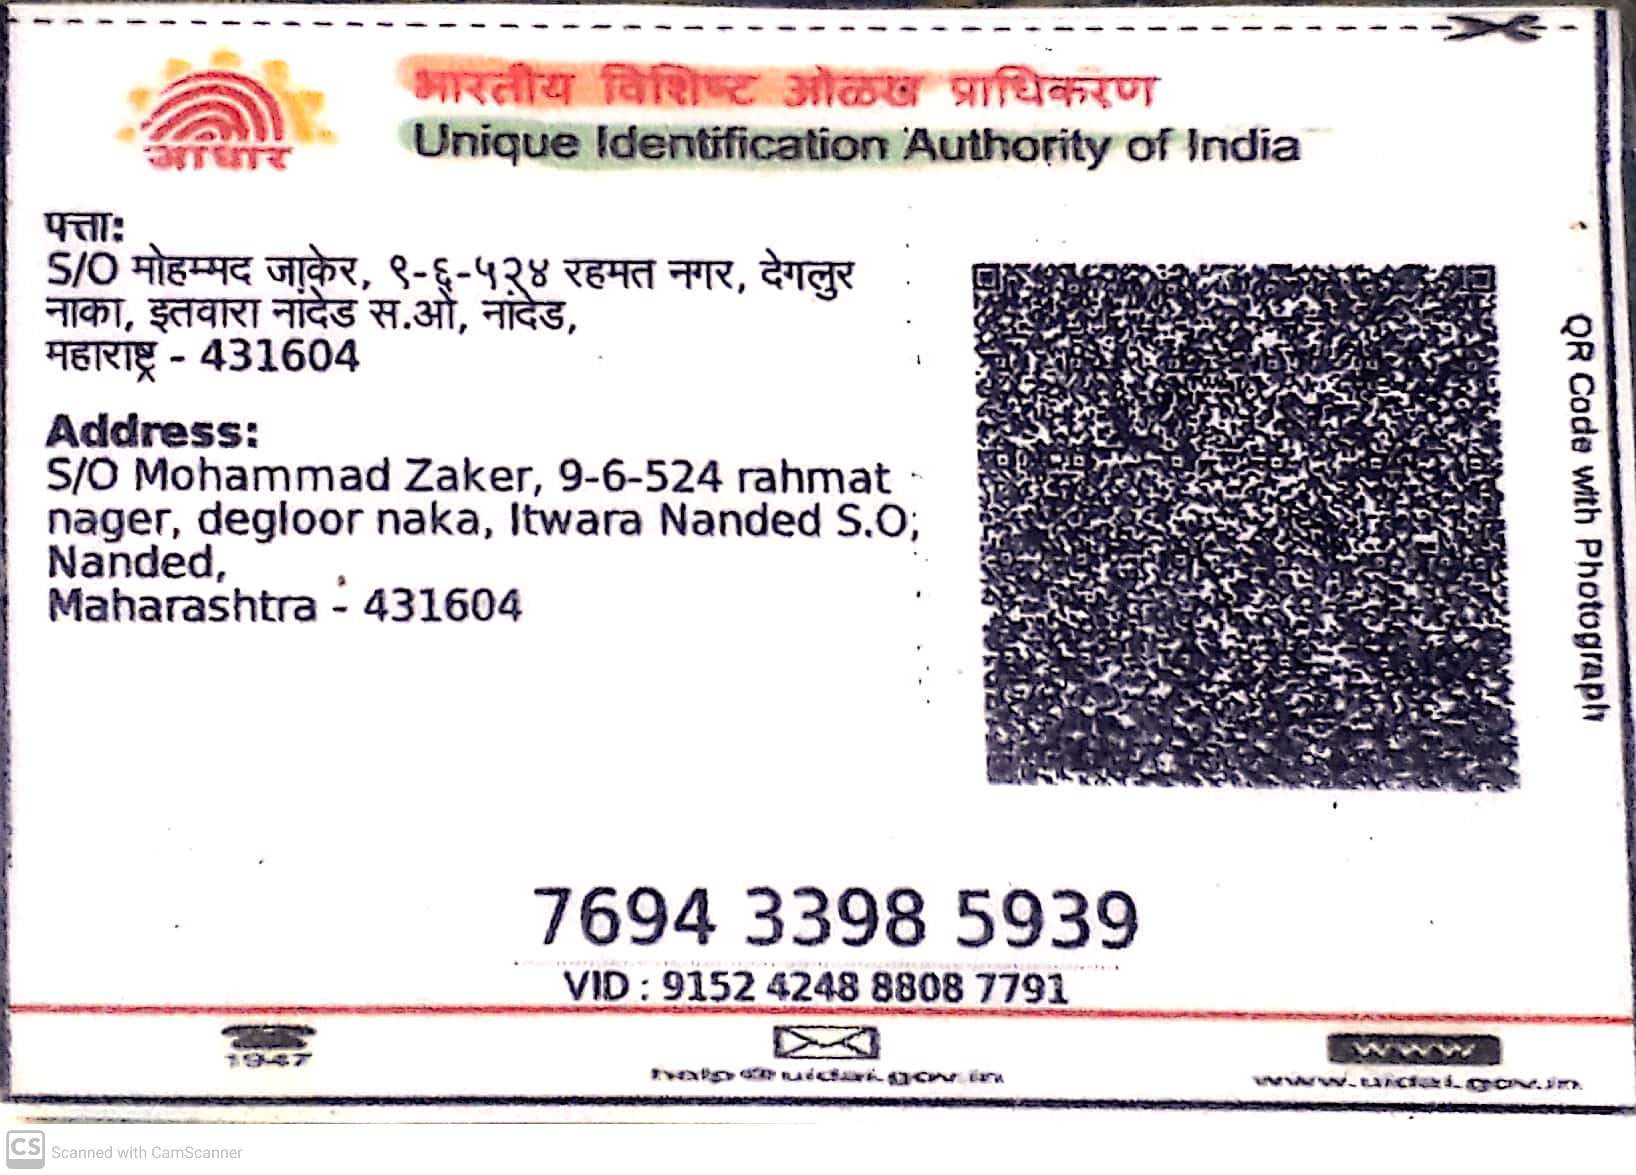 आधार
भारतीय विशिष्ट ओळख प्राधिकरण
Unique Identification Authority of India
पत्ता:
S/O मोहम्मद जाकेर, ९-६-५२४ रहमत नगर, देगलुर
नाका, इतवारा नांदेड स.ओ, नांदेड,
महाराष्ट्र - 431604
Address:
S/O Mohammad Zaker, 9-6-524 rahmat
nager, degloor naka, Itwara Nanded S.O,
Nanded,
Maharashtra - 431604
QR Code with Photograph
7694 3398 5939
VID : 9152 4248 8808 7791
1947
help@uidai.gov.in
www
www.uidai.gov.in
CS Scanned with CamScanner